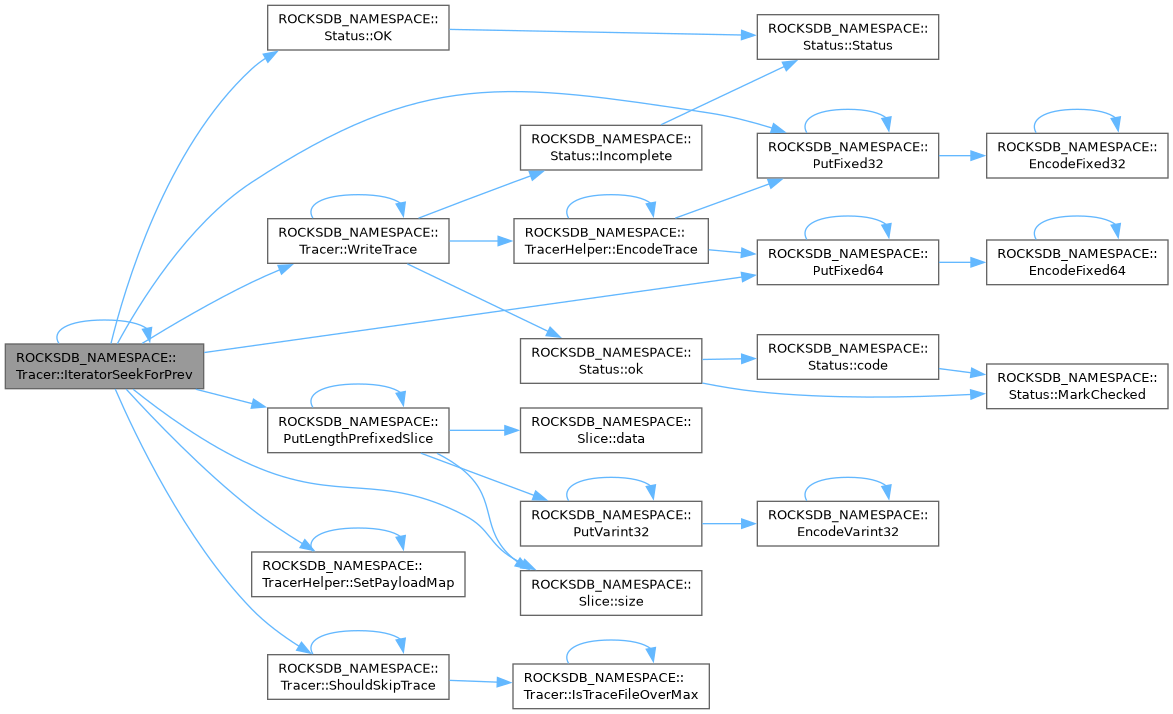 ROCKSDB_NAMESPACE::
Tracer::IteratorSeekForPrev
ROCKSDB_NAMESPACE::
Status::OK
ROCKSDB_NAMESPACE::
Status::Status
ROCKSDB_NAMESPACE::
Tracer::WriteTrace
ROCKSDB_NAMESPACE::
Status::Incomplete
ROCKSDB_NAMESPACE::
TracerHelper::EncodeTrace
ROCKSDB_NAMESPACE::
PutFixed32
ROCKSDB_NAMESPACE::
EncodeFixed32
ROCKSDB_NAMESPACE::
PutFixed64
ROCKSDB_NAMESPACE::
EncodeFixed64
ROCKSDB_NAMESPACE::
Status::ok
ROCKSDB_NAMESPACE::
Status::code
ROCKSDB_NAMESPACE::
Status::MarkChecked
ROCKSDB_NAMESPACE::
PutLengthPrefixedSlice
ROCKSDB_NAMESPACE::
Slice::data
ROCKSDB_NAMESPACE::
PutVarint32
ROCKSDB_NAMESPACE::
EncodeVarint32
ROCKSDB_NAMESPACE::
Slice::size
ROCKSDB_NAMESPACE::
TracerHelper::SetPayloadMap
ROCKSDB_NAMESPACE::
Tracer::ShouldSkipTrace
ROCKSDB_NAMESPACE::
Tracer::IsTraceFileOverMax